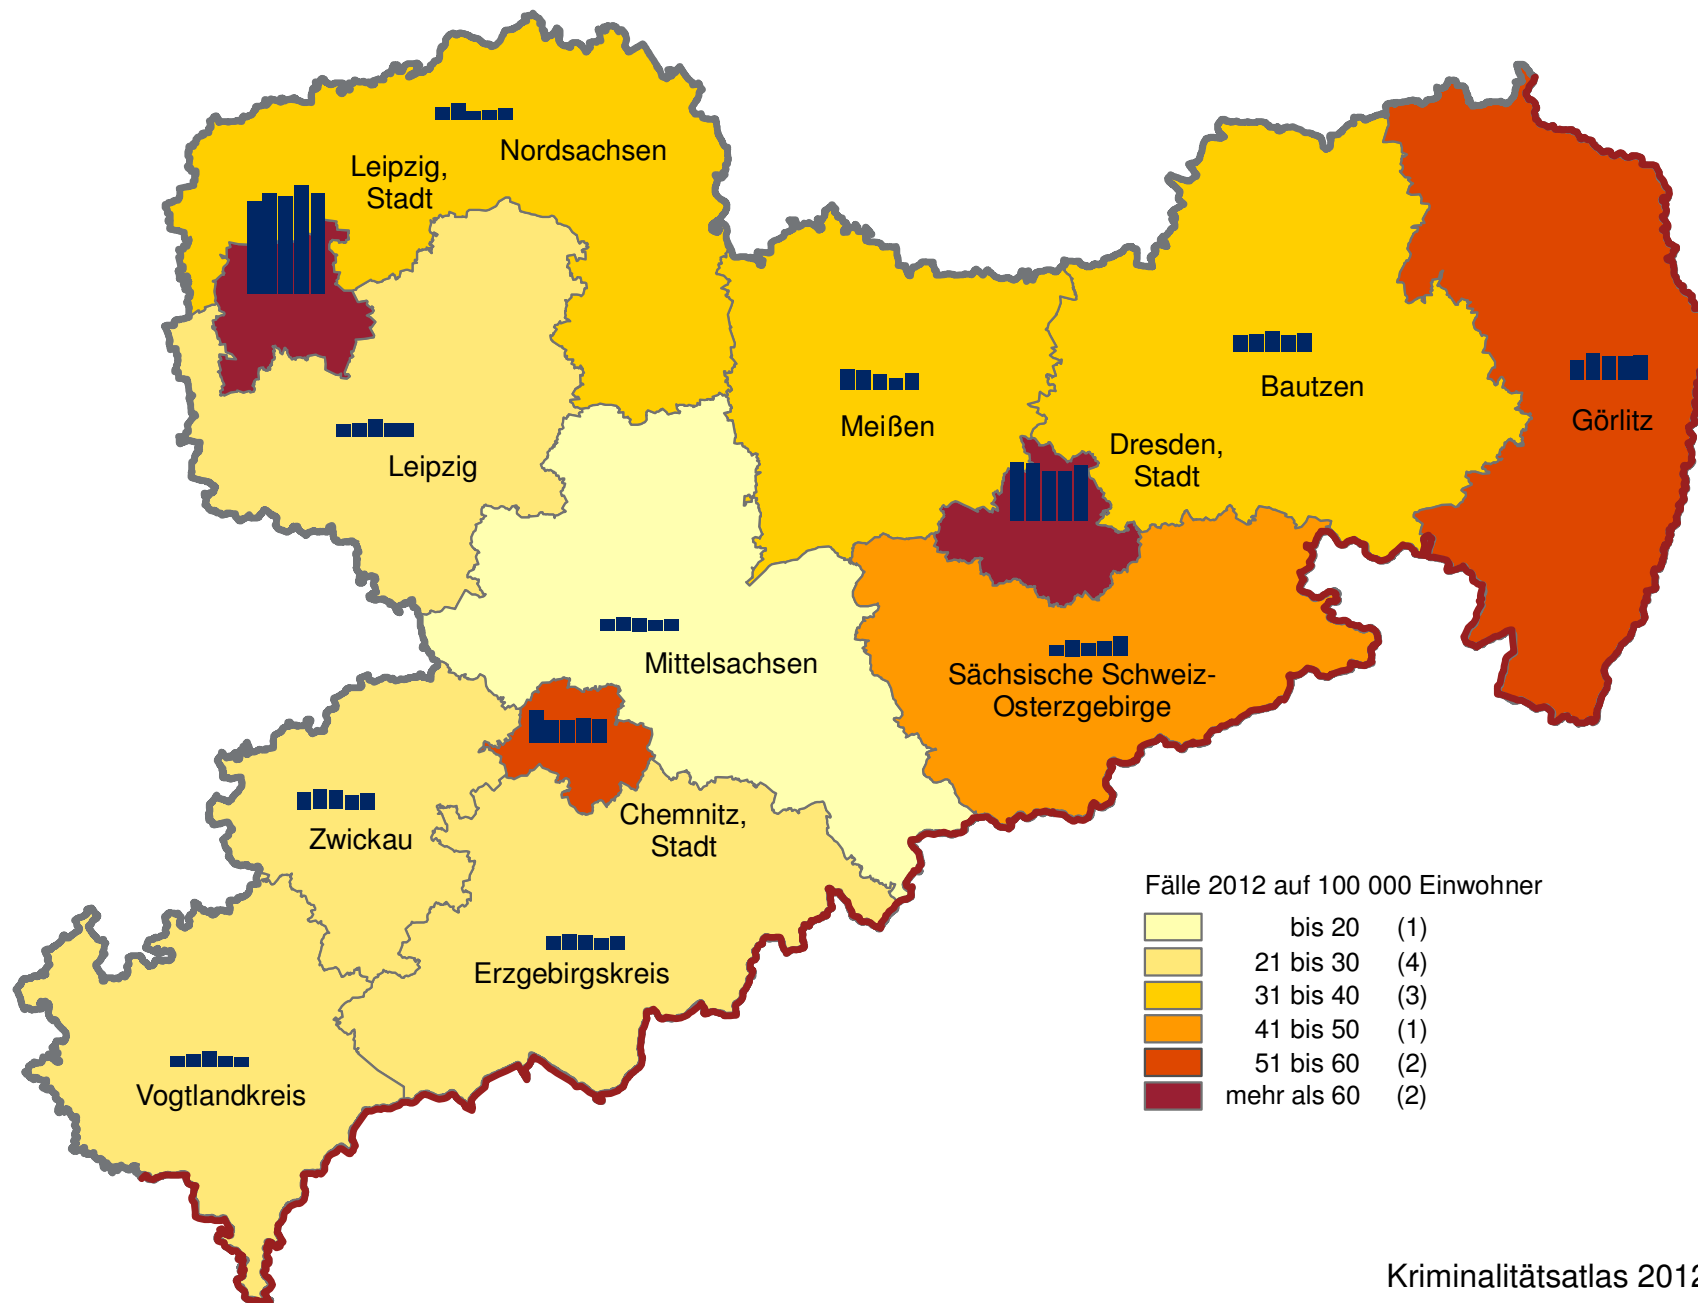 Nordsachsen
Leipzig,
Stadt
Leipzig
Meißen
Bautzen
Görlitz
Dresden,
Stadt
Mittelsachsen
Sächsische Schweiz-
Osterzgebirge
Zwickau
Chemnitz,
Stadt
Erzgebirgskreis
Vogtlandkreis
Fälle 2012 auf 100 000 Einwohner
bis 20 (1)
21 bis 30 (4)
31 bis 40 (3)
41 bis 50 (1)
51 bis 60 (2)
mehr als 60 (2)
Kriminalitätsatlas 2012